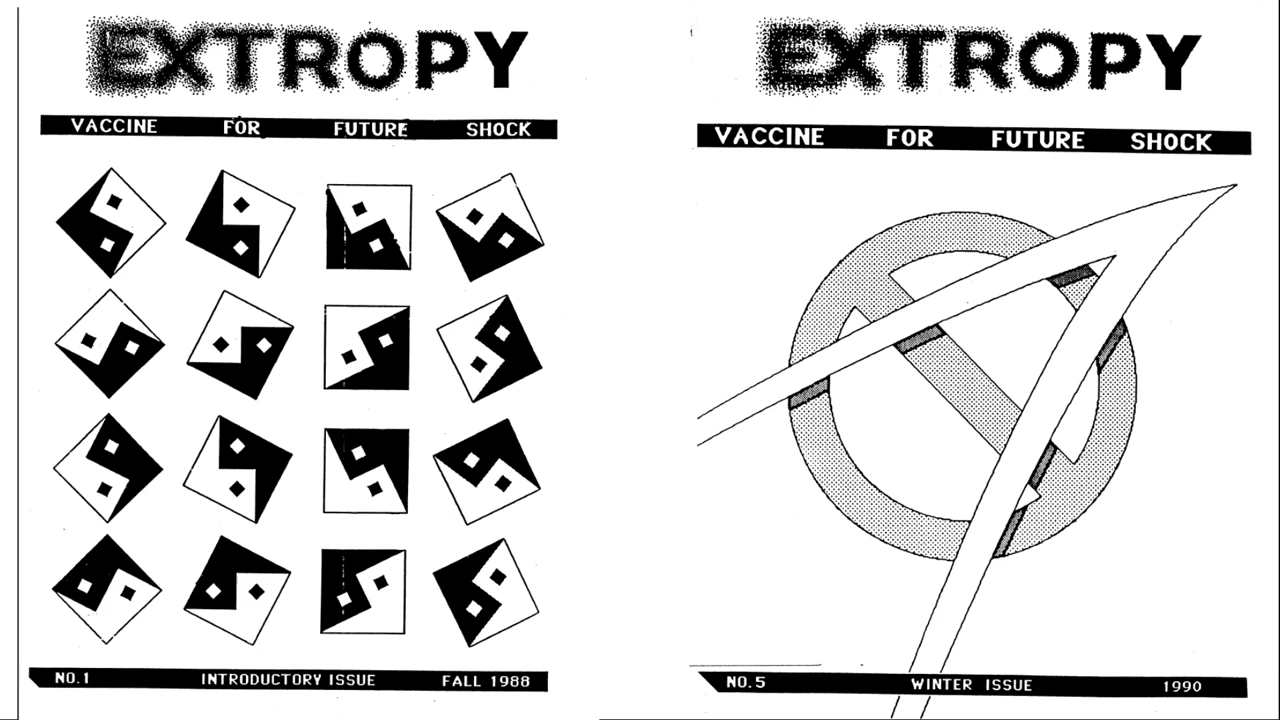 EXTROPY
VACCINE FOR FUTURE SHOCK
NO.1 INTRODUCTORY ISSUE FALL 1988
EXTROPY
VACCINE FOR FUTURE SHOCK
NO.5 WINTER ISSUE 1990